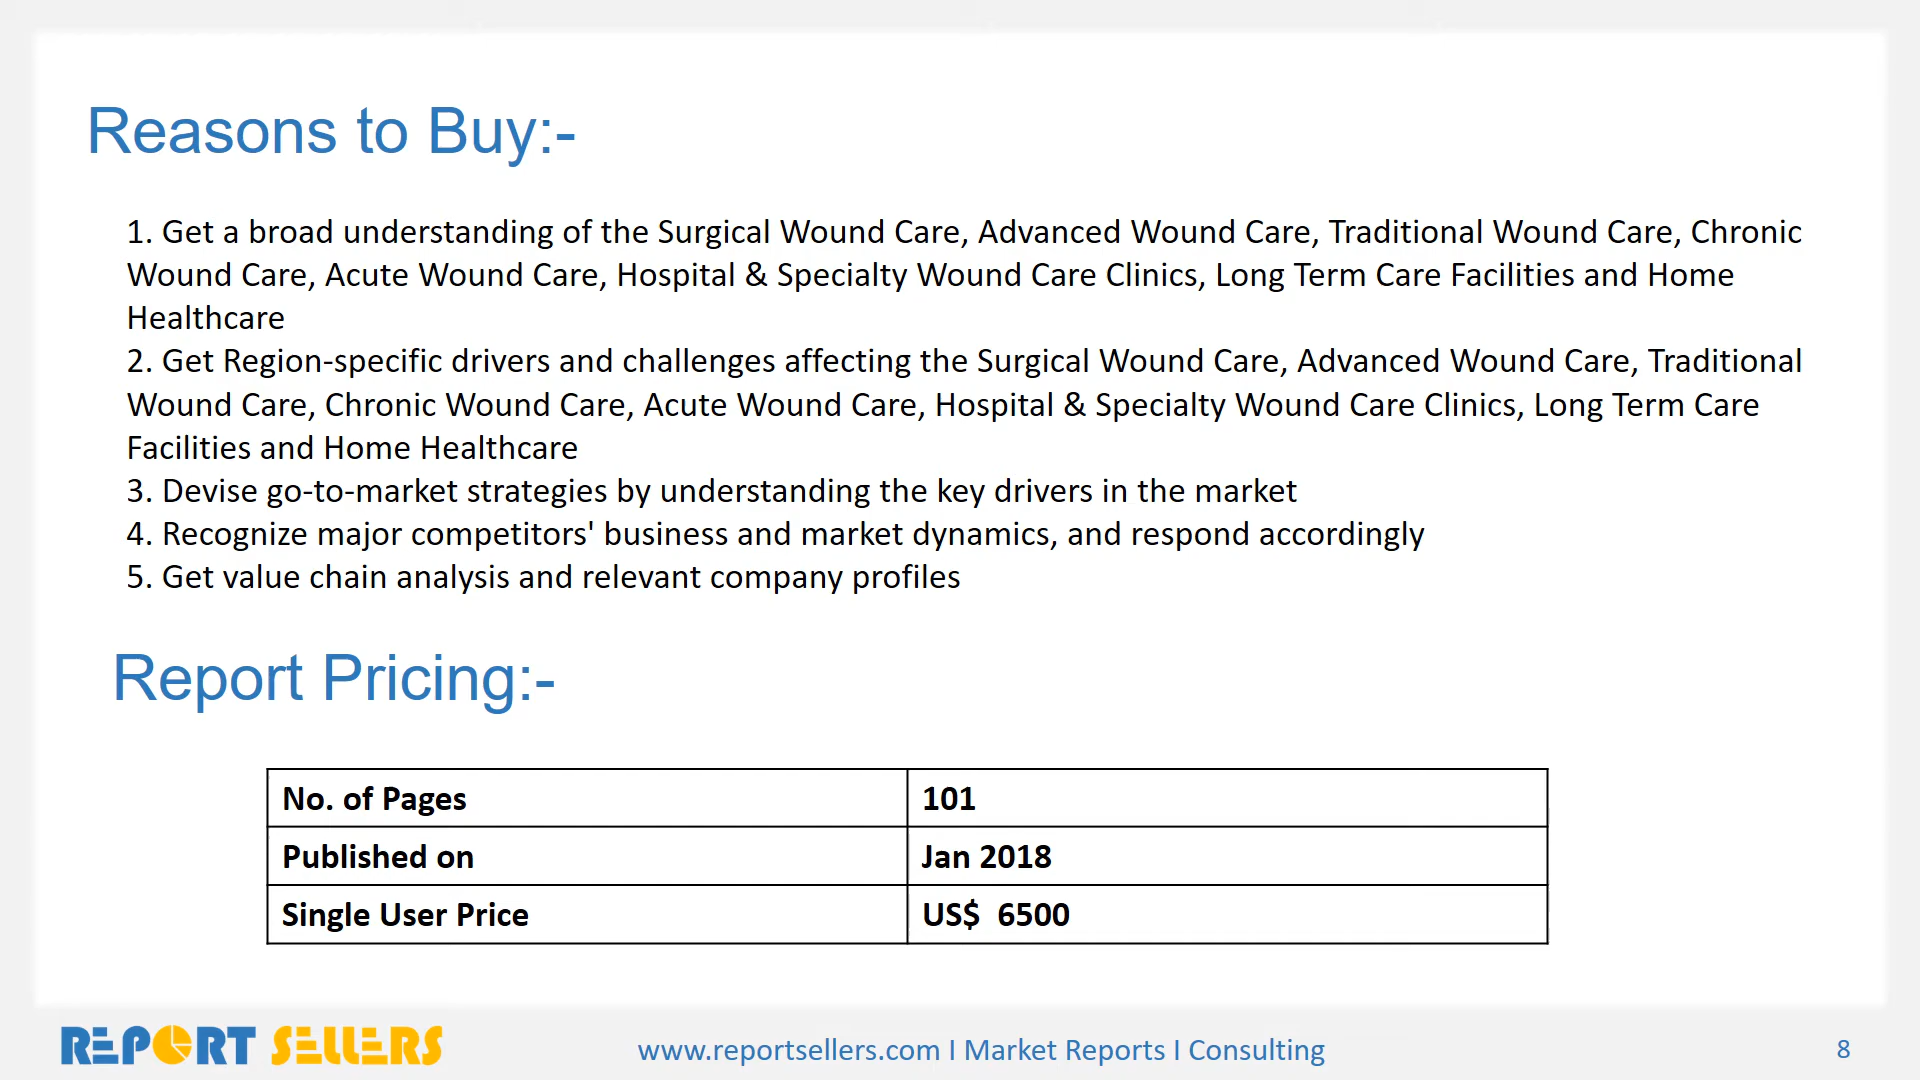 Reasons to Buy:-
1. Get a broad understanding of the Surgical Wound Care, Advanced Wound Care, Traditional Wound Care, Chronic
Wound Care, Acute Wound Care, Hospital & Specialty Wound Care Clinics, Long Term Care Facilities and Home
Healthcare
2. Get Region-specific drivers and challenges affecting the Surgical Wound Care, Advanced Wound Care, Traditional
Wound Care, Chronic Wound Care, Acute Wound Care, Hospital & Specialty Wound Care Clinics, Long Term Care
Facilities and Home Healthcare
3. Devise go-to-market strategies by understanding the key drivers in the market
4. Recognize major competitors' business and market dynamics, and respond accordingly
5. Get value chain analysis and relevant company profiles
Report Pricing:-
No. of Pages 101
Published on Jan 2018
Single User Price US$  6500
REPORT SELLERS www.reportsellers.com I Market Reports I Consulting 8